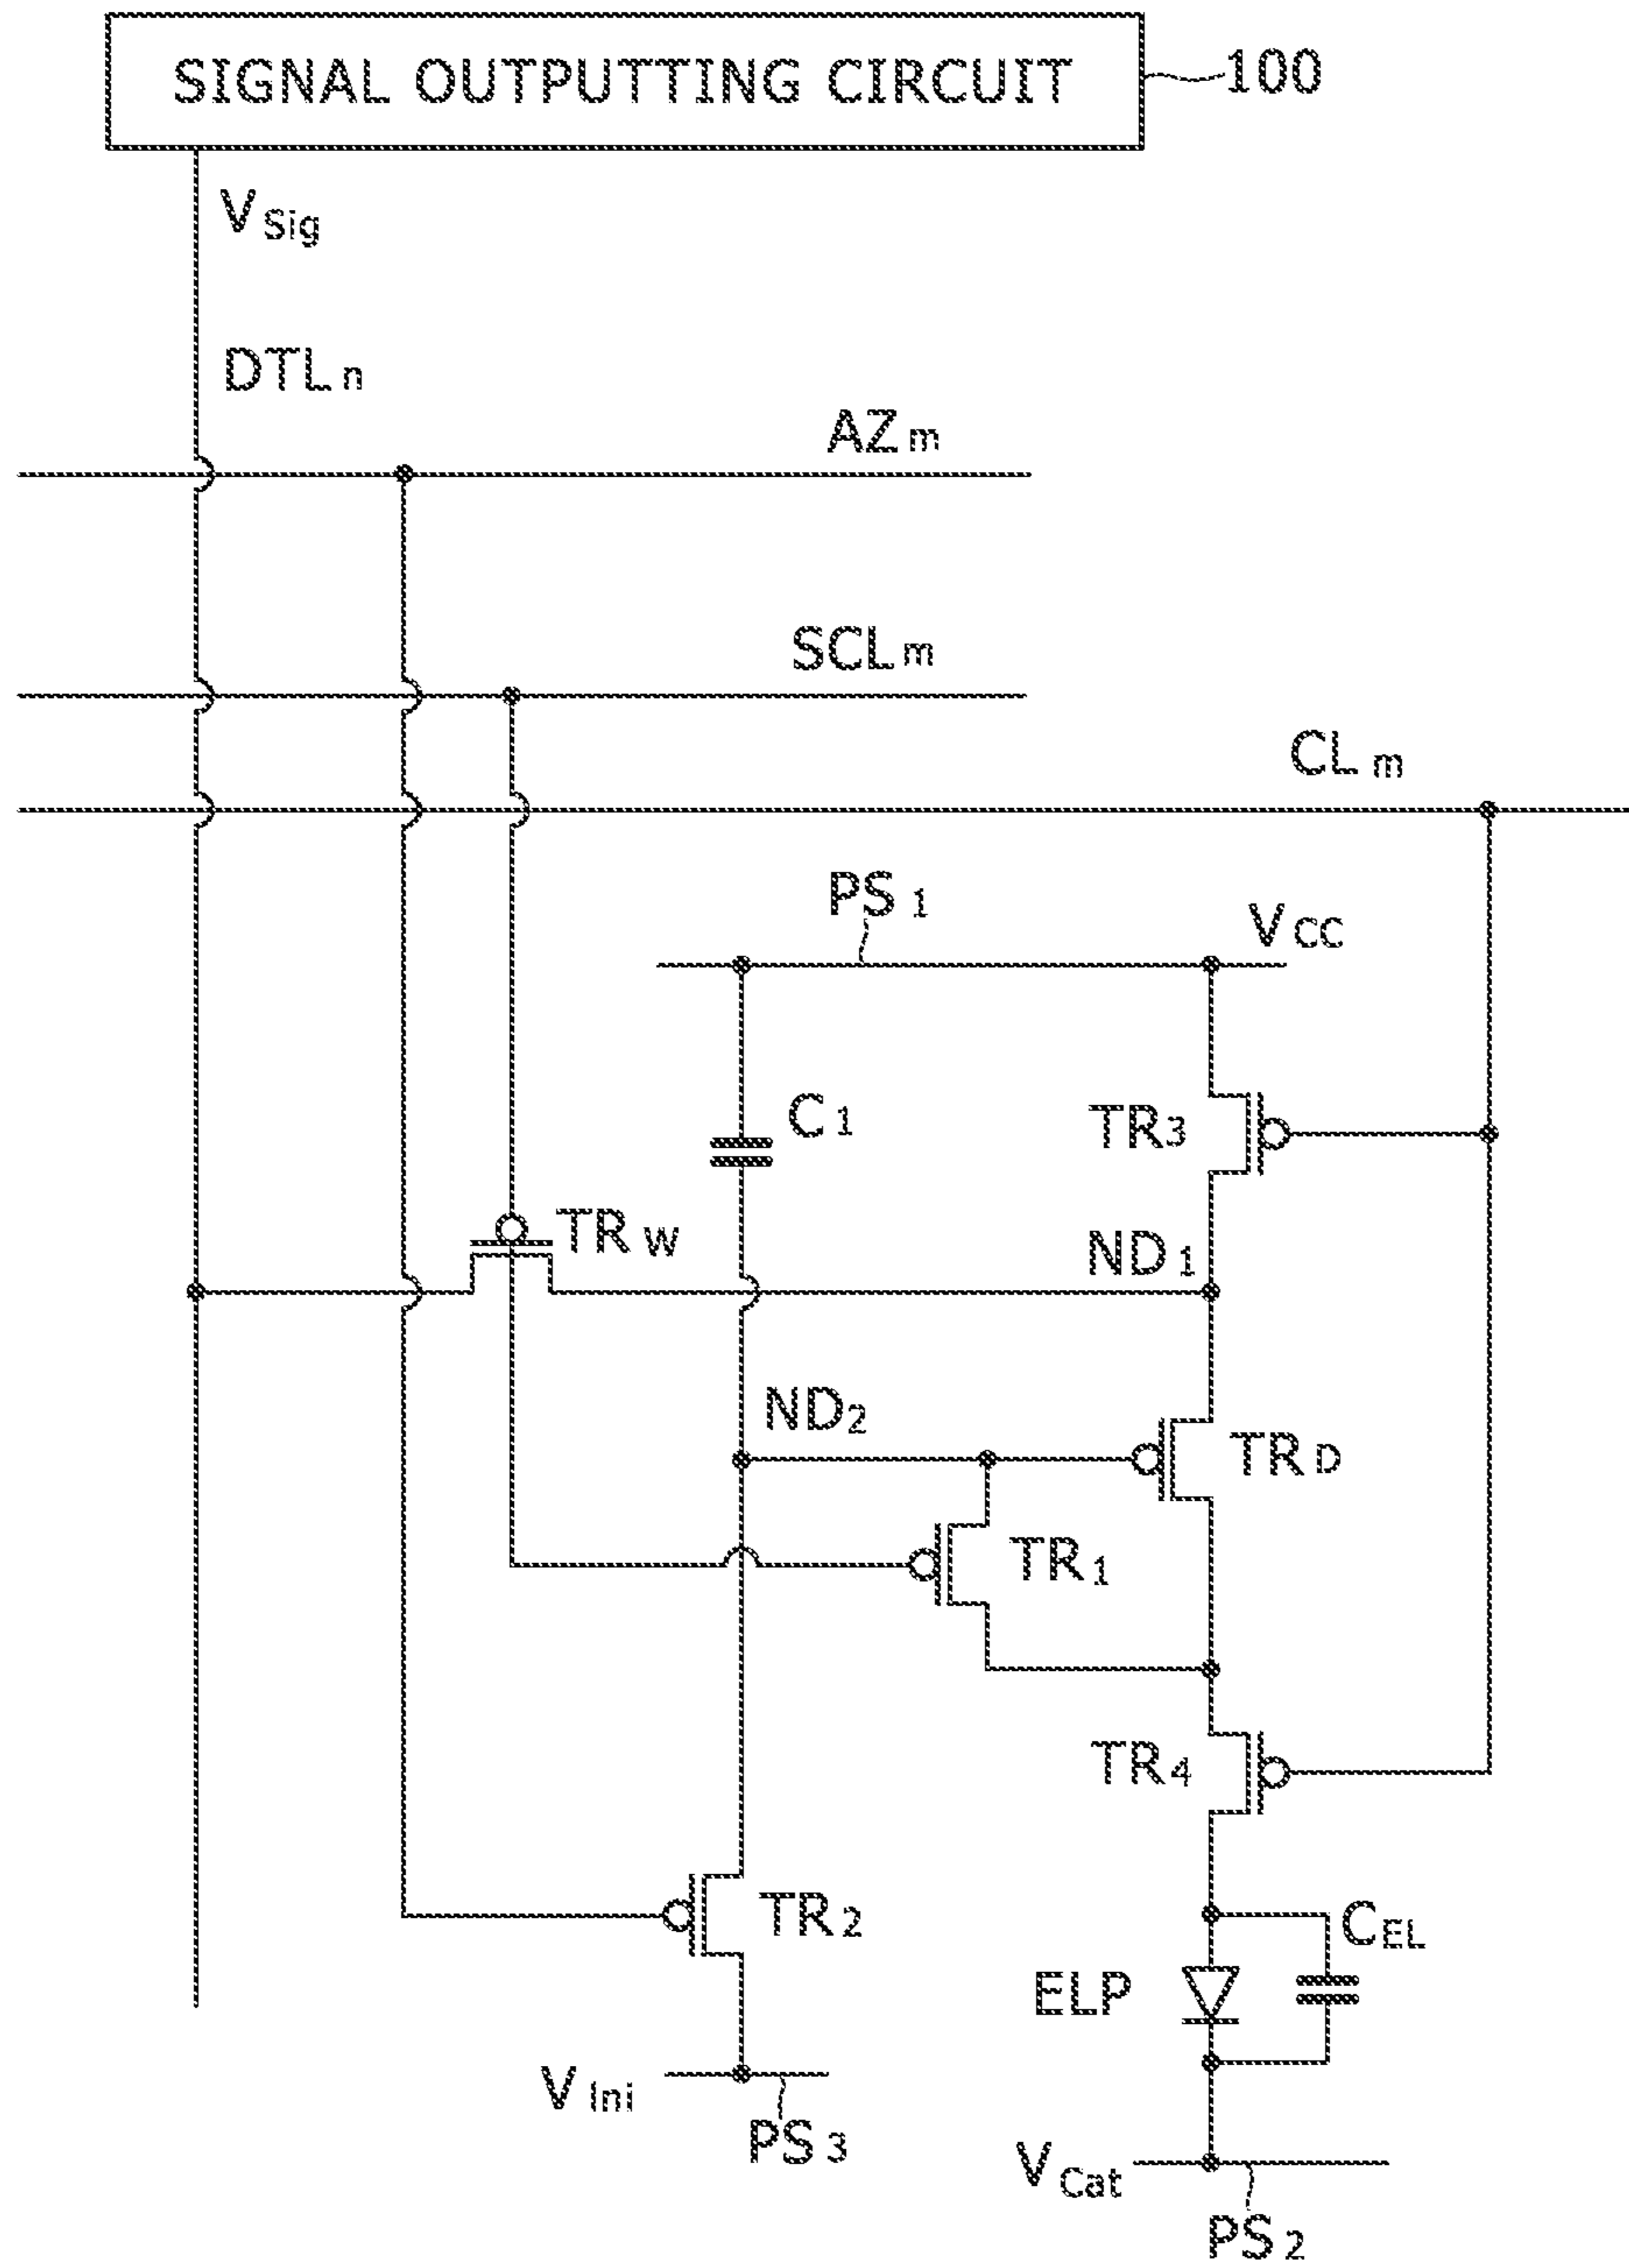 SIGNAL OUTPUTTING CIRCUIT
100
VSig
DTLn
AZm
SCLm
CLm
PS1
VCC
C1
TR3
TRW
ND1
ND2
TRD
TR1
TR4
TR2
CEL
ELP
VIni
PS3
VCat
PS2